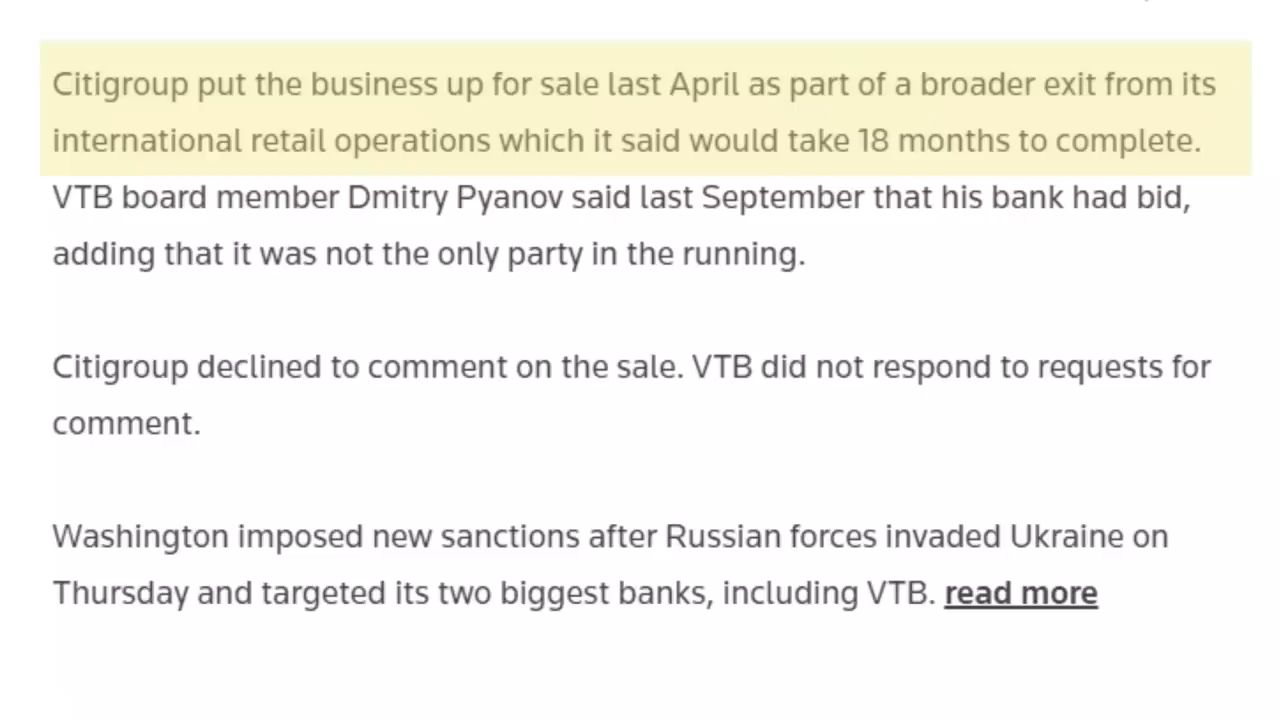 Citigroup put the business up for sale last April as part of a broader exit from its
international retail operations which it said would take 18 months to complete.
VTB board member Dmitry Pyanov said last September that his bank had bid,
adding that it was not the only party in the running.
Citigroup declined to comment on the sale. VTB did not respond to requests for
comment.
Washington imposed new sanctions after Russian forces invaded Ukraine on
Thursday and targeted its two biggest banks, including VTB. read more